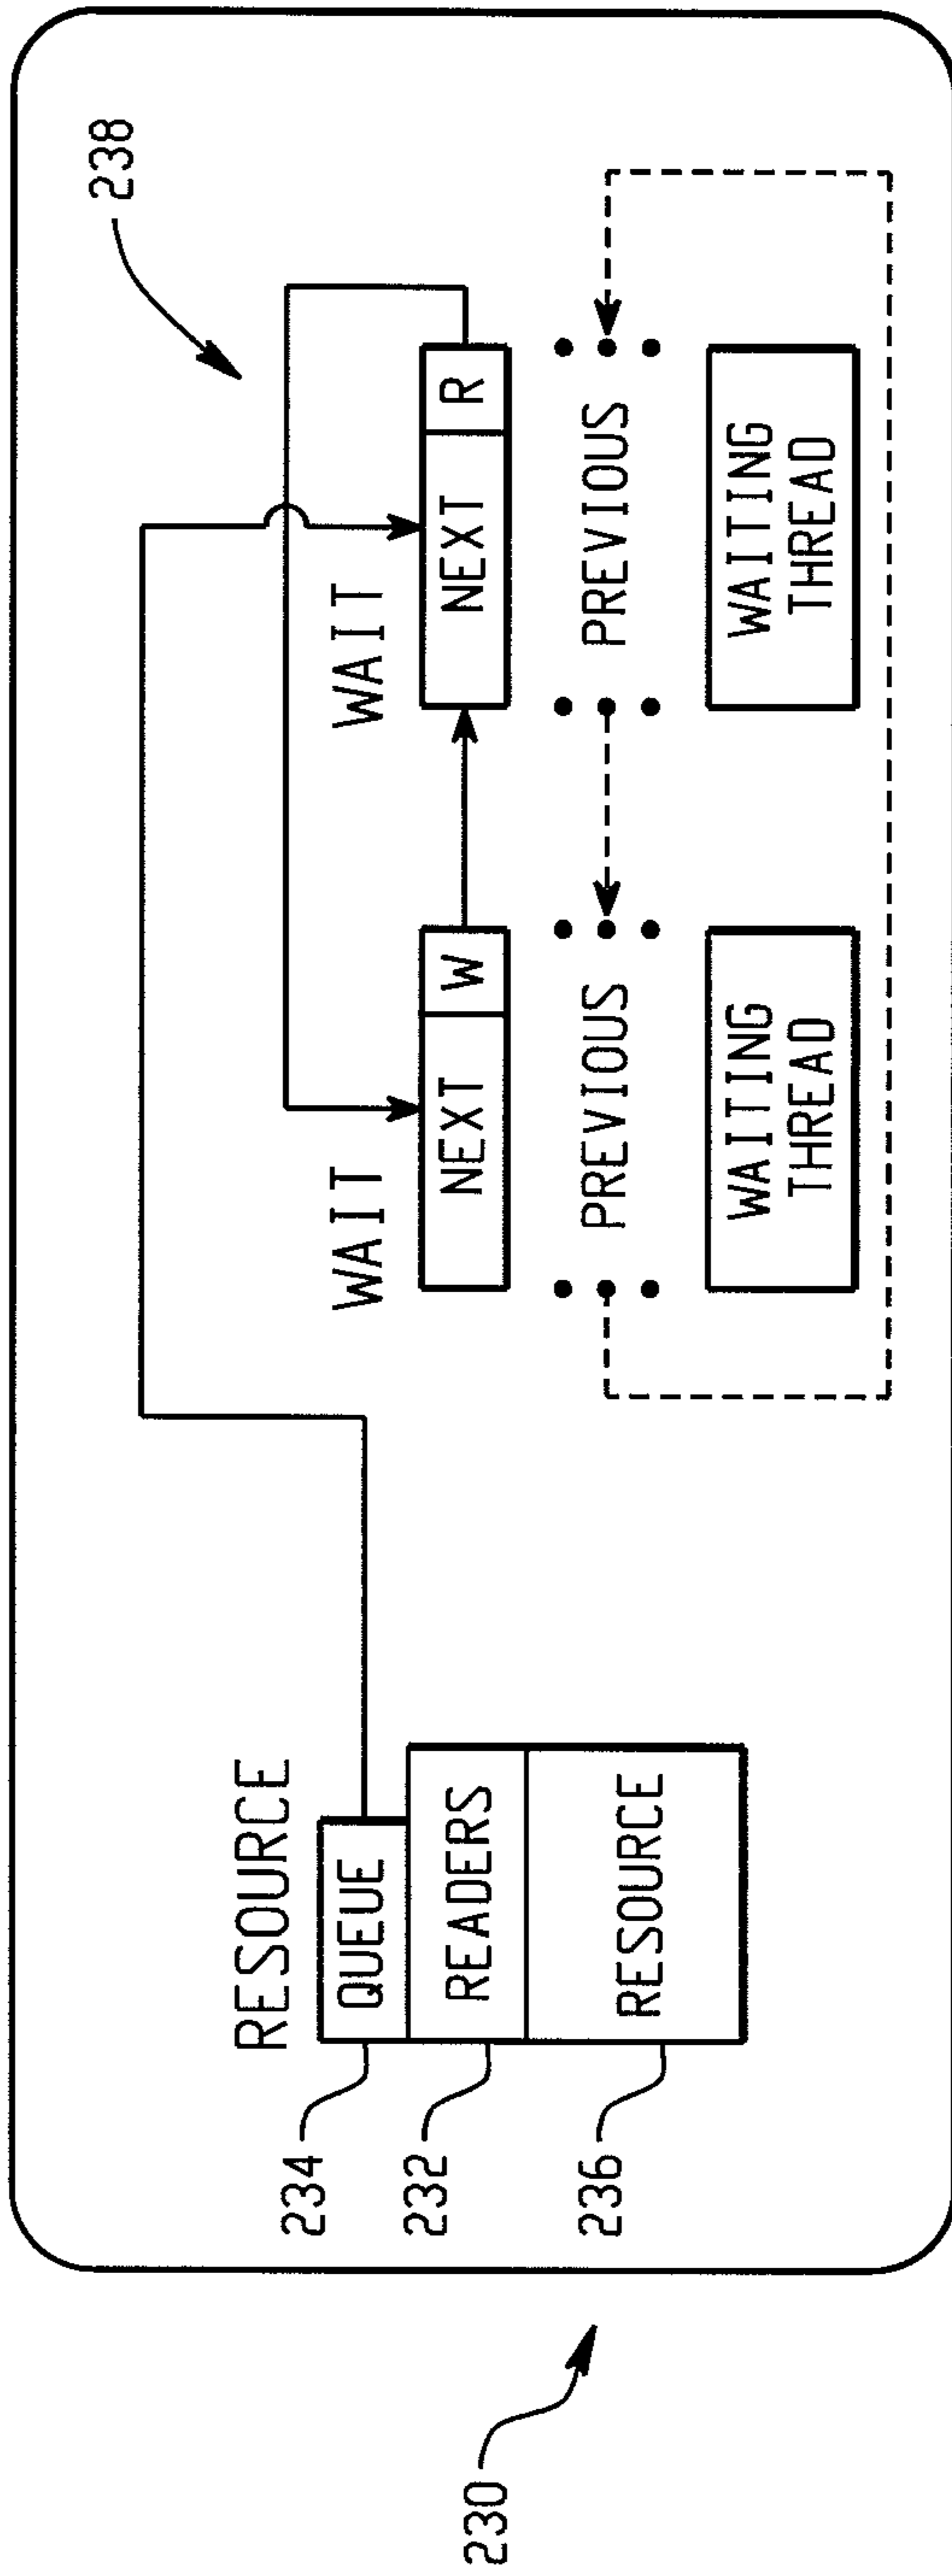 230
238
RESOURCE
234
QUEUE
232
READERS
236
RESOURCE
WAIT
NEXT W
PREVIOUS
WAITING
THREAD
WAIT
NEXT R
PREVIOUS
WAITING
THREAD